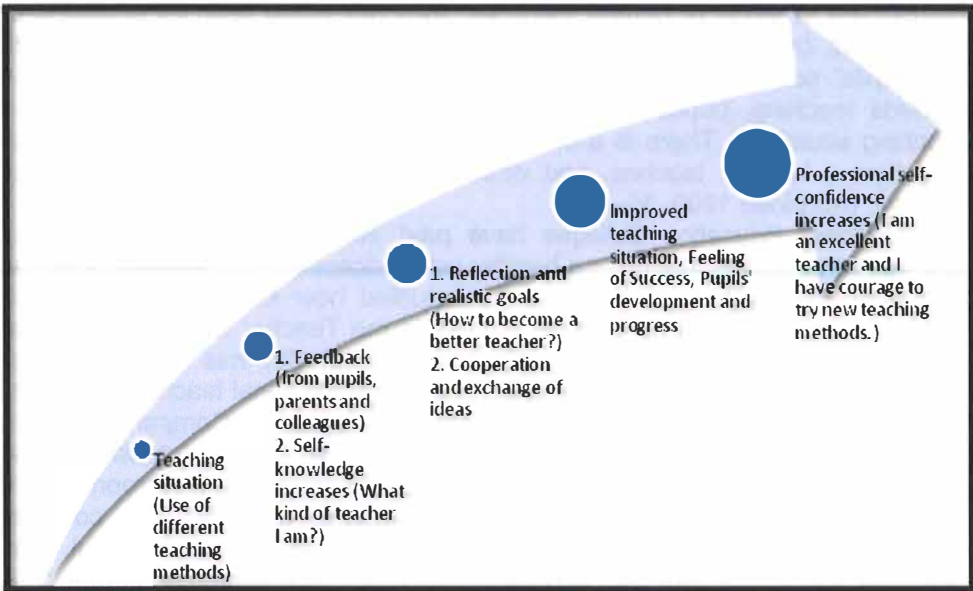 Teaching
situation
(Use of
different
teaching
methods)
1. Feedback
(from pupils,
parents and
colleagues)
2. Self-
knowledge
increases (What
kind of teacher
I am?)
1. Reflection and
realistic goals
(How to become a
better teacher?)
2. Cooperation
and exchange of
ideas
Improved
teaching
situation, Feeling
of Success, Pupils'
development and
progress
Professional self-
confidence
increases (I am
an excellent
teacher and I
have courage to
try new teaching
methods.)